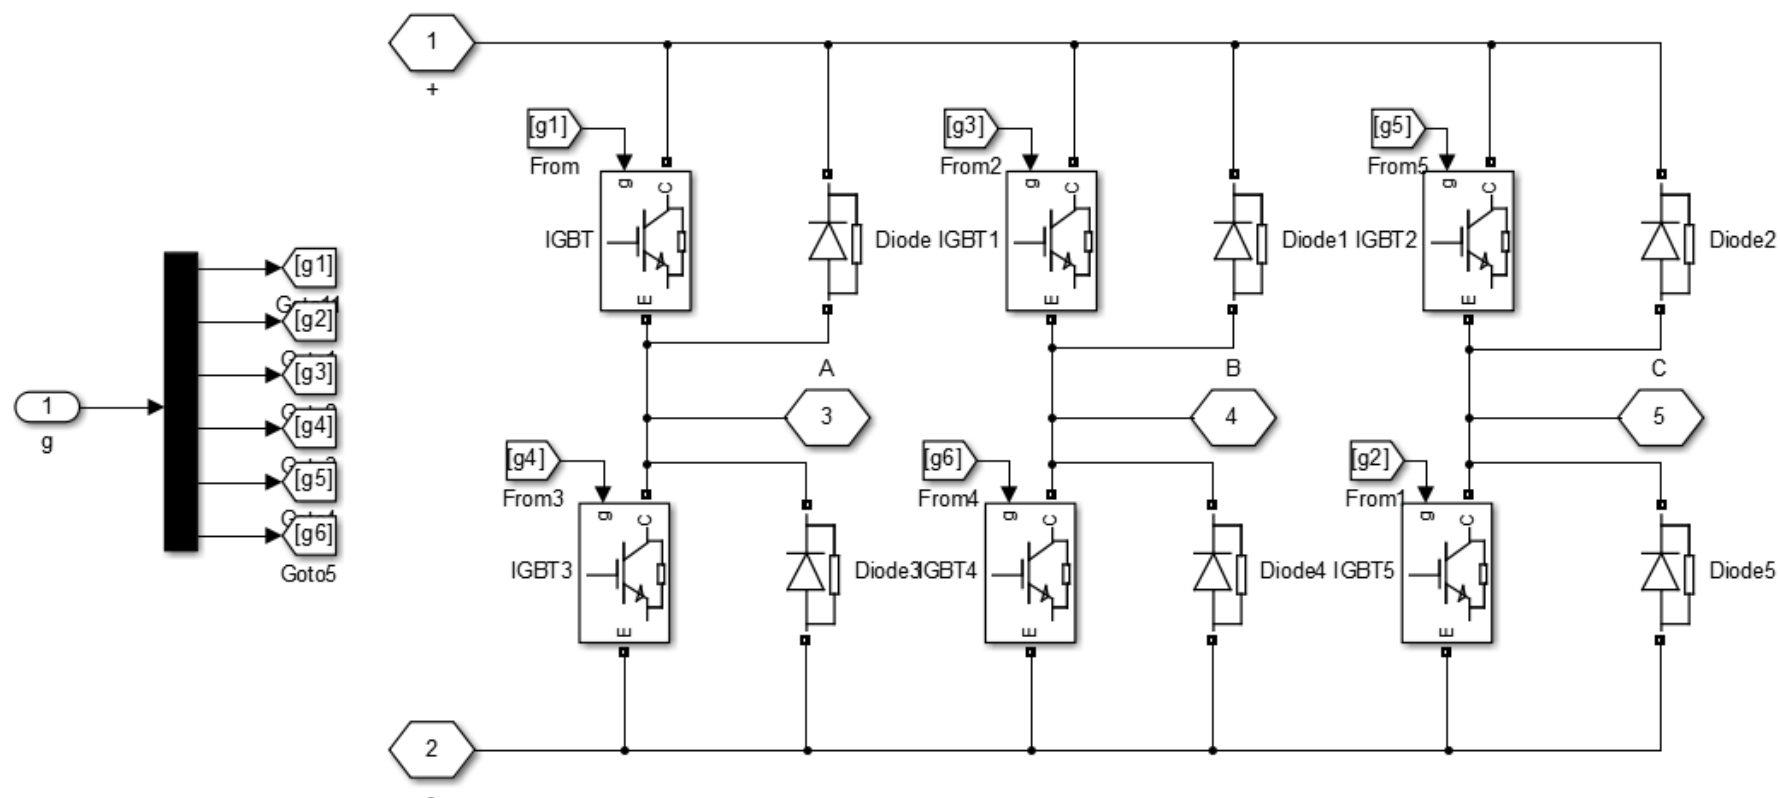 1
+
[g1]
From
[g3]
From2
[g5]
From5
g
C
IGBT
E
Diode
g
C
IGBT1
E
Diode1
g
C
IGBT2
E
Diode2
[g1]
[g2]
[g3]
[g4]
[g5]
[g6]
Goto5
1
g
A
3
B
4
C
5
[g4]
From3
[g6]
From4
[g2]
From1
g
C
IGBT3
E
Diode3
g
C
IGBT4
E
Diode4
g
C
IGBT5
E
Diode5
2